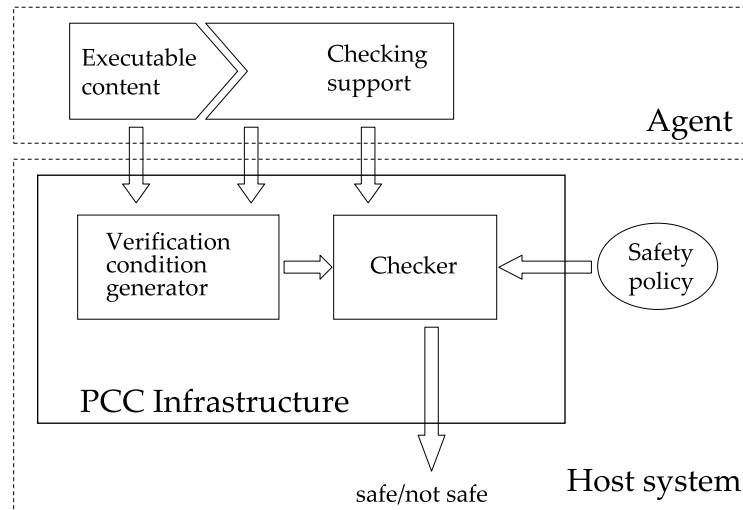 Executable
content
Checking
support
Agent
Verification
condition
generator
Checker
Safety
policy
PCC Infrastructure
Host system
safe/not safe